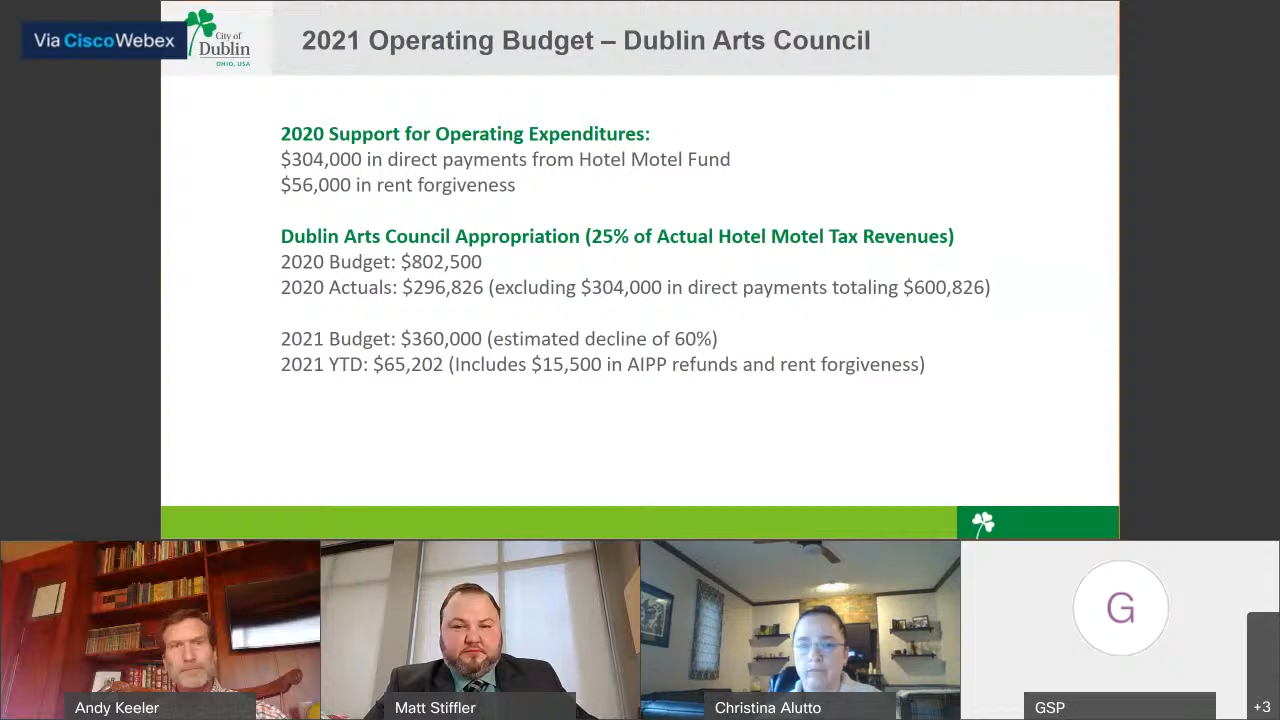 Via Cisco Webex
City of
Dublin
OHIO, USA
2021 Operating Budget – Dublin Arts Council
2020 Support for Operating Expenditures:
$304,000 in direct payments from Hotel Motel Fund
$56,000 in rent forgiveness
Dublin Arts Council Appropriation (25% of Actual Hotel Motel Tax Revenues)
2020 Budget: $802,500
2020 Actuals: $296,826 (excluding $304,000 in direct payments totaling $600,826)
2021 Budget: $360,000 (estimated decline of 60%)
2021 YTD: $65,202 (Includes $15,500 in AIPP refunds and rent forgiveness)
G
Andy Keeler
Matt Stiffler
Christina Alutto
GSP
+3